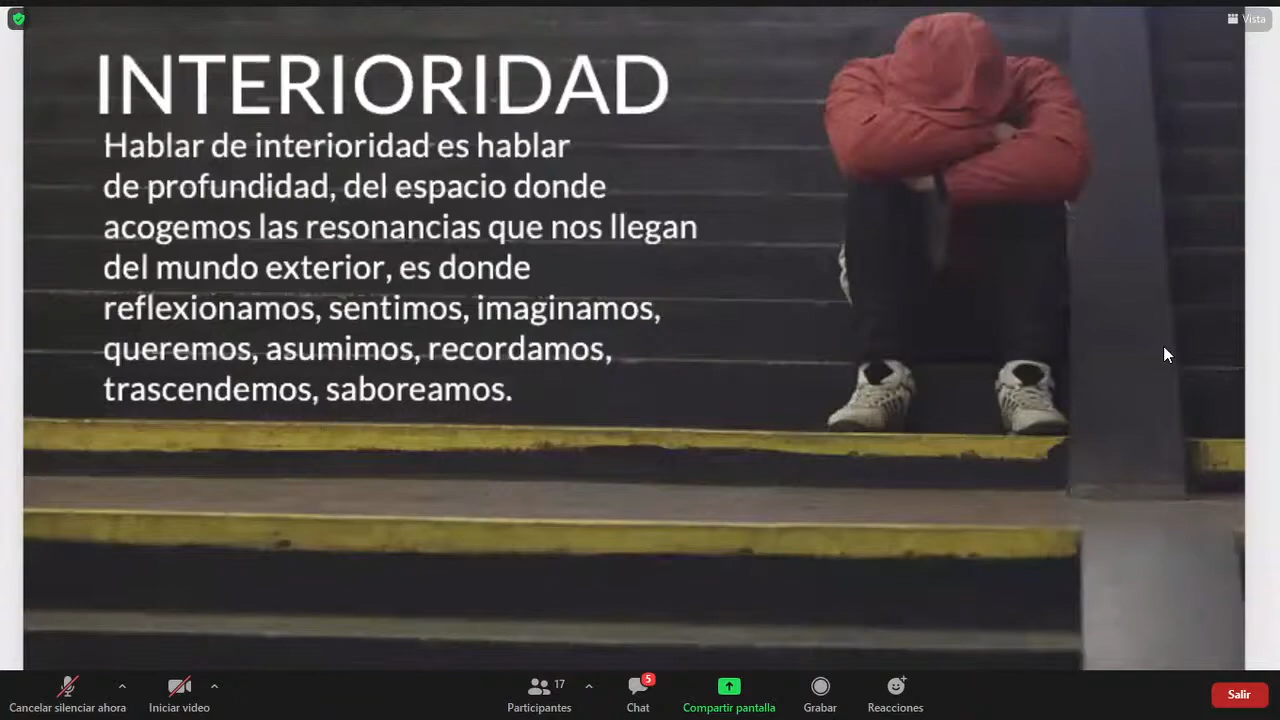 Vista
INTERIORIDAD
Hablar de interioridad es hablar
de profundidad, del espacio donde
acogemos las resonancias que nos llegan
del mundo exterior, es donde
reflexionamos, sentimos, imaginamos,
queremos, asumimos, recordamos,
trascendemos, saboreamos.
17
5
Cancelar silenciar ahora
Iniciar video
Participantes
Chat
Compartir pantalla
Grabar
Reacciones
Salir